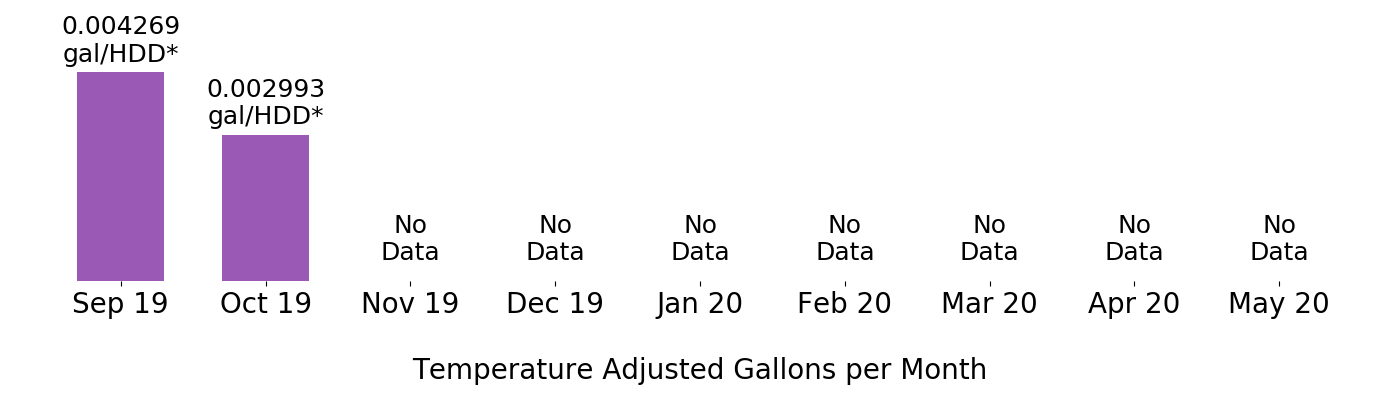 0.004269
gal/HDD*
0.002993
gal/HDD*
No
Data
No
Data
No
Data
No
Data
No
Data
No
Data
No
Data
Sep 19
Oct 19
Nov 19
Dec 19
Jan 20
Feb 20
Mar 20
Apr 20
May 20
Temperature Adjusted Gallons per Month